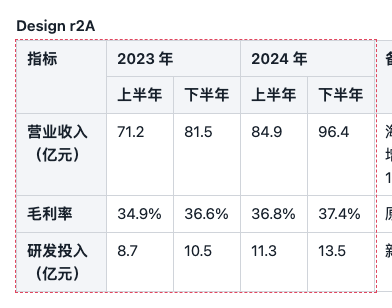 Design r2A
指标 2023 年 2024 年
上半年 下半年 上半年 下半年
营业收入 71.2 81.5 84.9 96.4
（亿元）
毛利率 34.9% 36.6% 36.8% 37.4%
研发投入 8.7 10.5 11.3 13.5
（亿元）